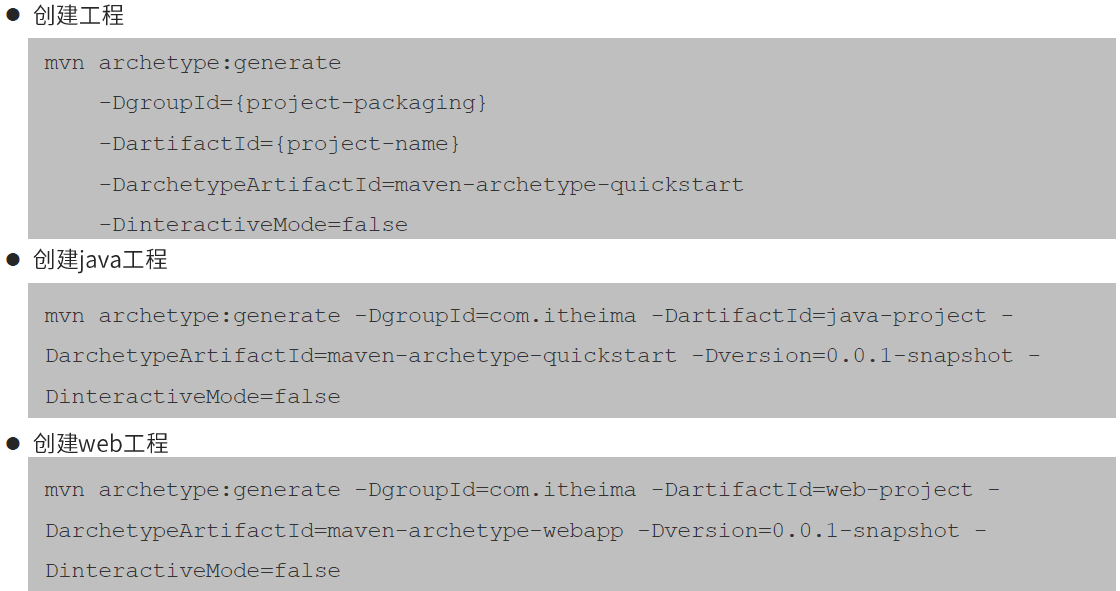 ● 创建工程
mvn archetype:generate
-DgroupId={project-packaging}
-DartifactId={project-name}
-DarchetypeArtifactId=maven-archetype-quickstart
-DinteractiveMode=false
● 创建java工程
mvn archetype:generate -DgroupId=com.itheima -DartifactId=java-project -
DarchetypeArtifactId=maven-archetype-quickstart -Dversion=0.0.1-snapshot -
DinteractiveMode=false
● 创建web工程
mvn archetype:generate -DgroupId=com.itheima -DartifactId=web-project -
DarchetypeArtifactId=maven-archetype-webapp -Dversion=0.0.1-snapshot -
DinteractiveMode=false